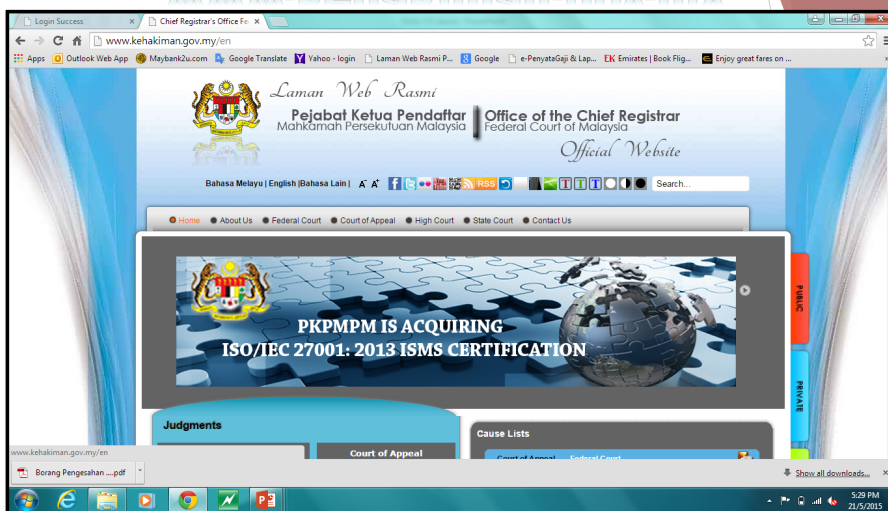 Login Success
Chief Registrar's Office Fe
www.kehakiman.gov.my/en
Apps Outlook Web App Maybank2u.com Google Translate Yahoo - login Laman Web Rasmi P... Google e-PenyataGaji & Lap... EK Emirates | Book Flig... Enjoy great fares on ...
Laman Web Rasmi
Pejabat Ketua Pendaftar Office of the Chief Registrar
Mahkamah Persekutuan Malaysia Federal Court of Malaysia
Official Website
Bahasa Melayu | English |Bahasa Lain | A- A+ RSS T T T Search...
Home About Us Federal Court Court of Appeal High Court State Court Contact Us
PKPMPM IS ACQUIRING
ISO/IEC 27001: 2013 ISMS CERTIFICATION
PUBLIC
PRIVATE
Judgments
Court of Appeal
Cause Lists
Court of Appeal Federal Court
www.kehakiman.gov.my/en
Borang Pengesahan ....pdf
Show all downloads...
5:29 PM
21/5/2015